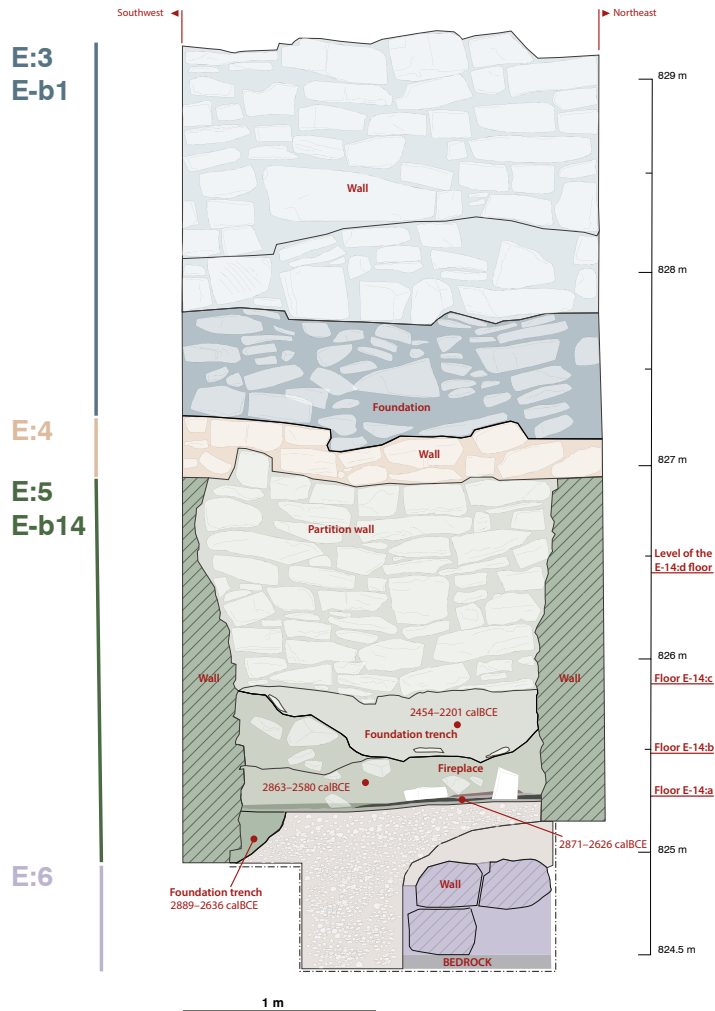 Southwest
Northeast
E:3
E-b1
829 m
Wall
828 m
Foundation
E:4
Wall
827 m
E:5
E-b14
Partition wall
Level of the
E-14:d floor
826 m
Wall
Wall
Floor E-14:c
2454–2201 calBCE
Foundation trench
Floor E-14:b
Fireplace
2863–2580 calBCE
Floor E-14:a
2871–2626 calBCE
825 m
E:6
Wall
Foundation trench
2889–2636 calBCE
824.5 m
BEDROCK
1 m